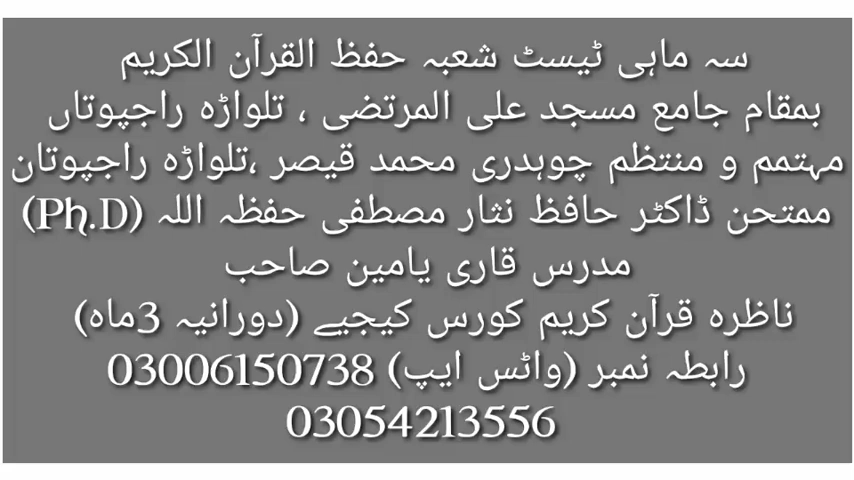 سہ ماہی ٹیسٹ شعبہ حفظ القرآن الکریم
بمقام جامع مسجد علی المرتضی ، تلواڑہ راجپوتاں
مہتمم و منتظم چوہدری محمد قیصر ،تلواڑہ راجپوتان
ممتحن ڈاکٹر حافظ نثار مصطفی حفظہ اللہ (Ph.D)
مدرس قاری یامین صاحب
ناظرہ قرآن کریم کورس کیجیے (دورانیہ 3ماہ)
رابطہ نمبر (واٹس ایپ) 03006150738
03054213556